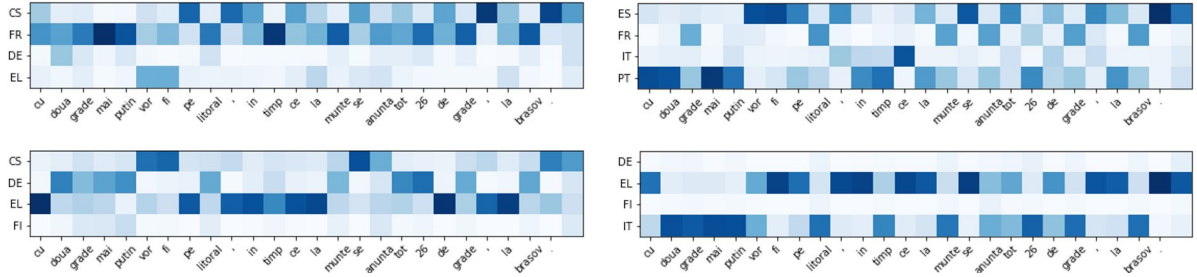 CS
FR
DE
EL
cu doua grade mai putin vor fi pe litoral , in timp ce la munte se anunta tot 26 de grade , la brasov .
ES
FR
IT
PT
cu doua grade mai putin vor fi pe litoral , in timp ce la munte se anunta tot 26 de grade , la brasov .
CS
DE
EL
FI
cu doua grade mai putin vor fi pe litoral , in timp ce la munte se anunta tot 26 de grade , la brasov .
DE
EL
FI
IT
cu doua grade mai putin vor fi pe litoral , in timp ce la munte se anunta tot 26 de grade , la brasov .